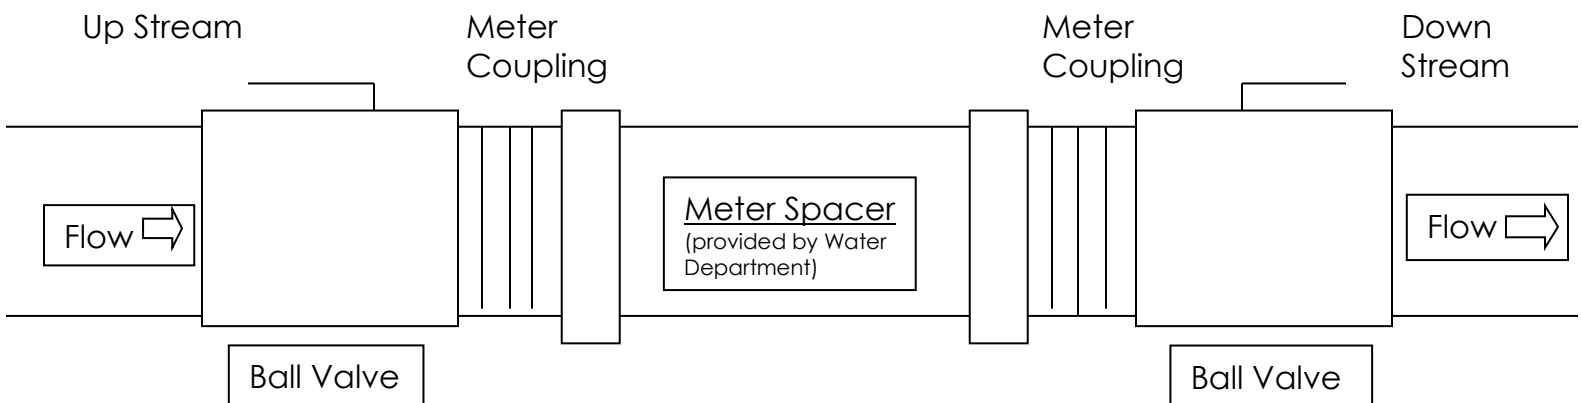 Up Stream
Meter
Coupling
Meter
Coupling
Down
Stream
Flow
Meter Spacer
(provided by Water
Department)
Flow
Ball Valve
Ball Valve